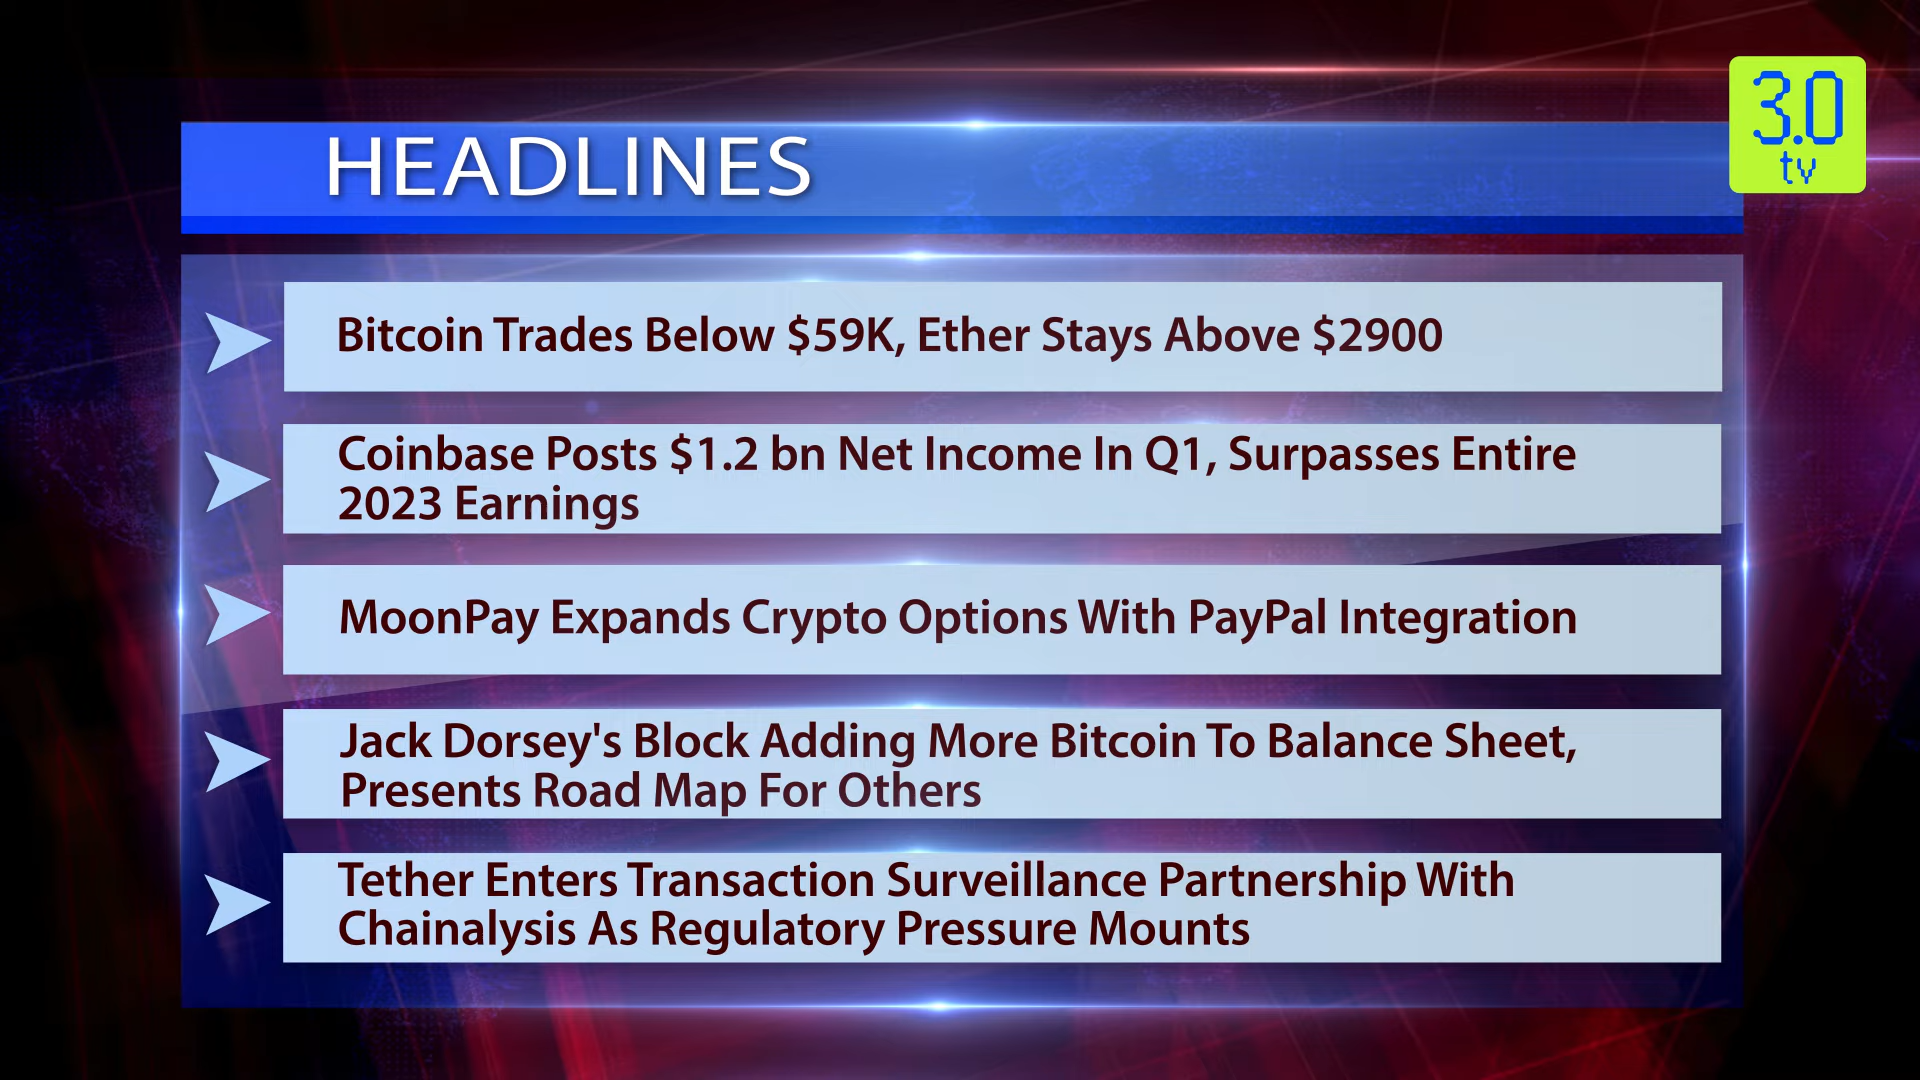 3.0
tv
HEADLINES
Bitcoin Trades Below $59K, Ether Stays Above $2900
Coinbase Posts $1.2 bn Net Income In Q1, Surpasses Entire
2023 Earnings
MoonPay Expands Crypto Options With PayPal Integration
Jack Dorsey's Block Adding More Bitcoin To Balance Sheet,
Presents Road Map For Others
Tether Enters Transaction Surveillance Partnership With
Chainalysis As Regulatory Pressure Mounts